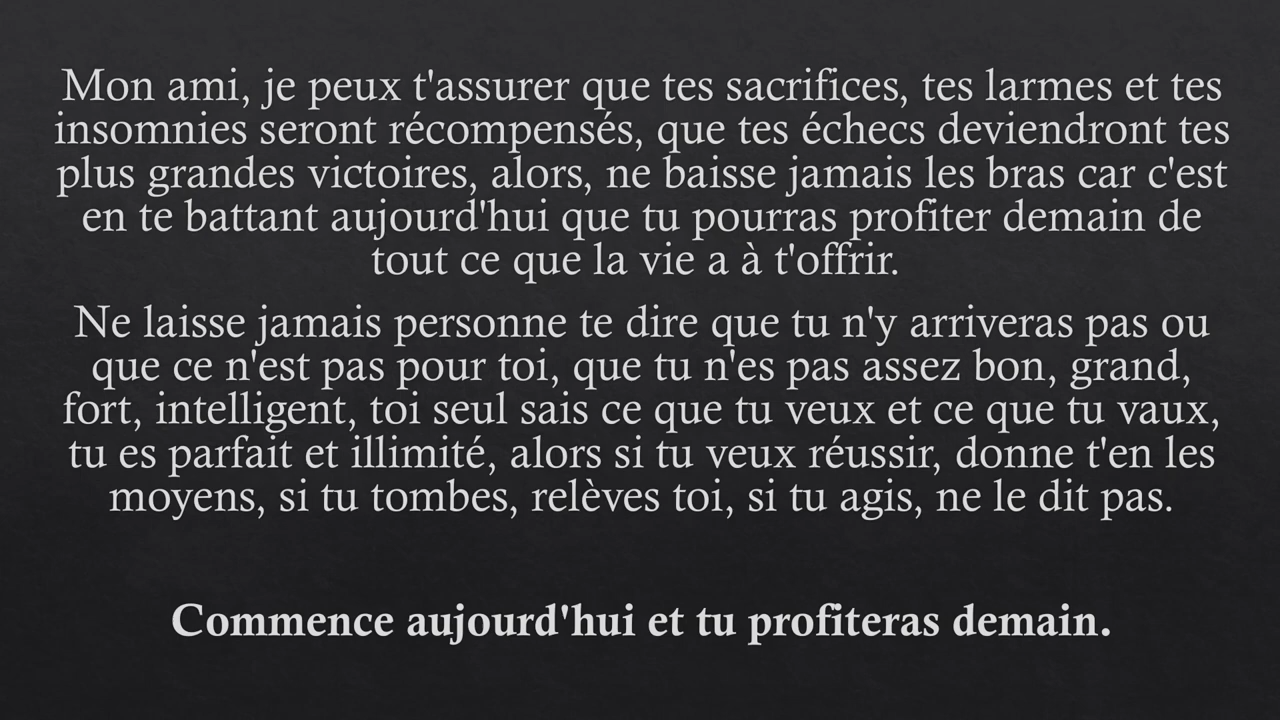 Mon ami, je peux t'assurer que tes sacrifices, tes larmes et tes
insomnies seront récompensés, que tes échecs deviendront tes
plus grandes victoires, alors, ne baisse jamais les bras car c'est
en te battant aujourd'hui que tu pourras profiter demain de
tout ce que la vie a à t'offrir.
Ne laisse jamais personne te dire que tu n'y arriveras pas ou
que ce n'est pas pour toi, que tu n'es pas assez bon, grand,
fort, intelligent, toi seul sais ce que tu veux et ce que tu vaux,
tu es parfait et illimité, alors si tu veux réussir, donne t'en les
moyens, si tu tombes, relèves toi, si tu agis, ne le dit pas.
Commence aujourd'hui et tu profiteras demain.